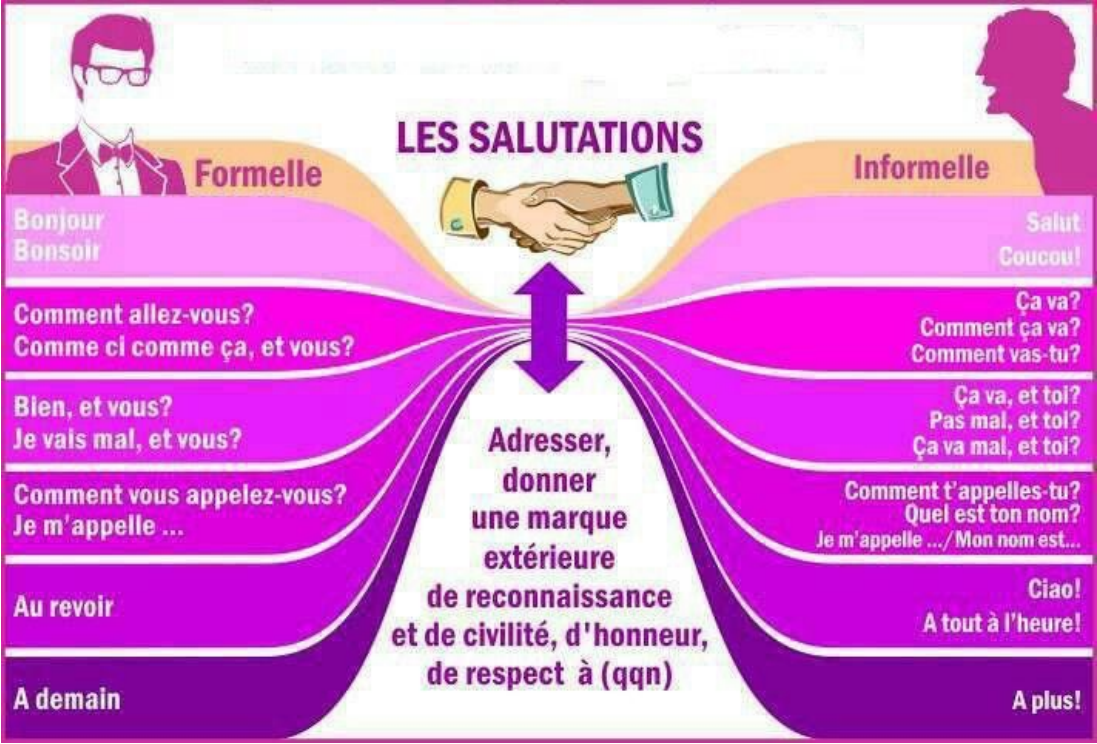 LES SALUTATIONS
Formelle
Bonjour
Bonsoir
Comment allez-vous?
Comme ci comme ça, et vous?
Bien, et vous?
Je vais mal, et vous?
Comment vous appelez-vous?
Je m'appelle ...
Au revoir
A demain
Adresser,
donner
une marque
extérieure
de reconnaissance
et de civilité, d'honneur,
de respect à (qqn)
Informelle
Salut
Coucou!
Ça va?
Comment ça va?
Comment vas-tu?
Ça va, et toi?
Pas mal, et toi?
Ça va mal, et toi?
Comment t'appelles-tu?
Quel est ton nom?
Je m'appelle .../Mon nom est...
Ciao!
A tout à l'heure!
A plus!